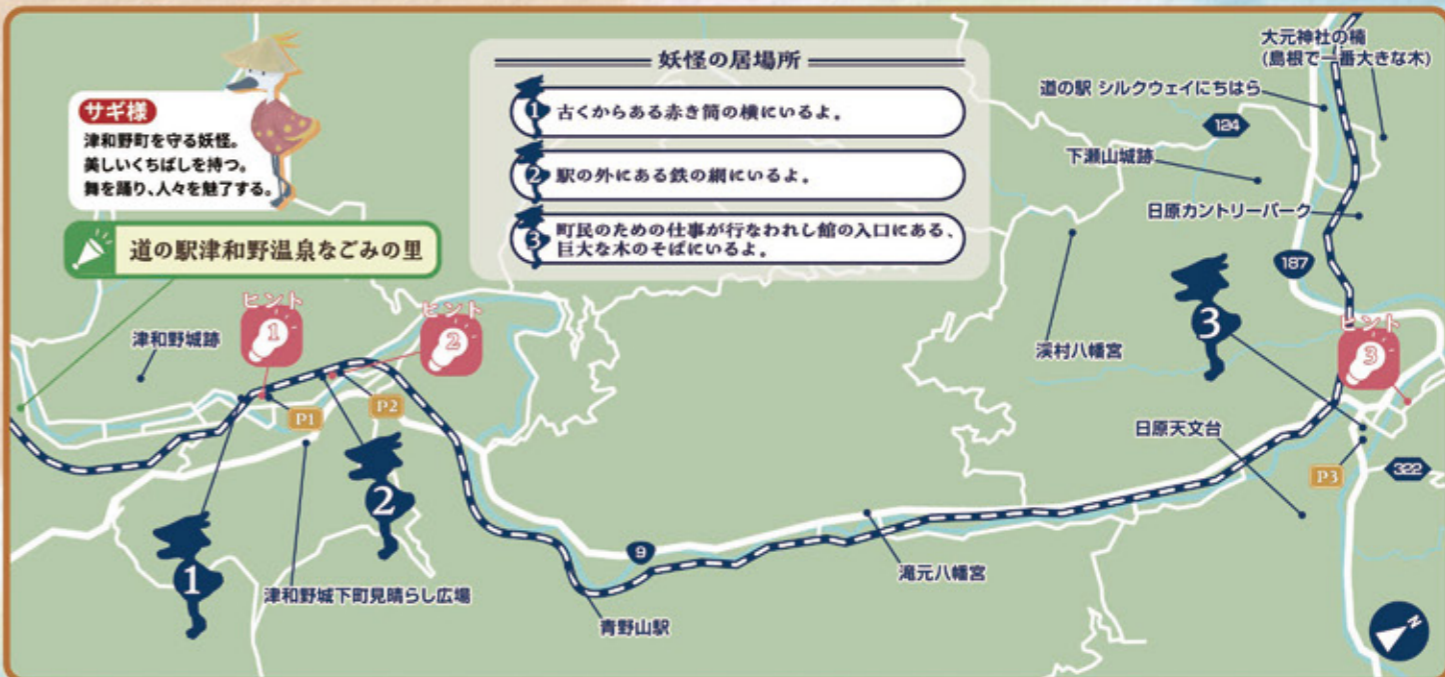 サギ様
津和野町を守る妖怪。
美しいくちばしを持つ。
舞を踊り、人々を魅了する。
道の駅津和野温泉なごみの里
妖怪の居場所
1 古くからある赤き筒の横にいるよ。
2 駅の外にある鉄の網にいるよ。
3 町民のための仕事が行なわれし館の入口にある、
巨大な木のそばにいるよ。
大元神社の楠
(島根で一番大きな木)
道の駅 シルクウェイにちはら
124
下瀬山城跡
日原カントリーパーク
187
渓村八幡宮
3
ヒント
3
日原天文台
P3
322
津和野城跡
ヒント
1
ヒント
2
P1
P2
2
1
津和野城下町見晴らし広場
9
青野山駅
滝元八幡宮
N